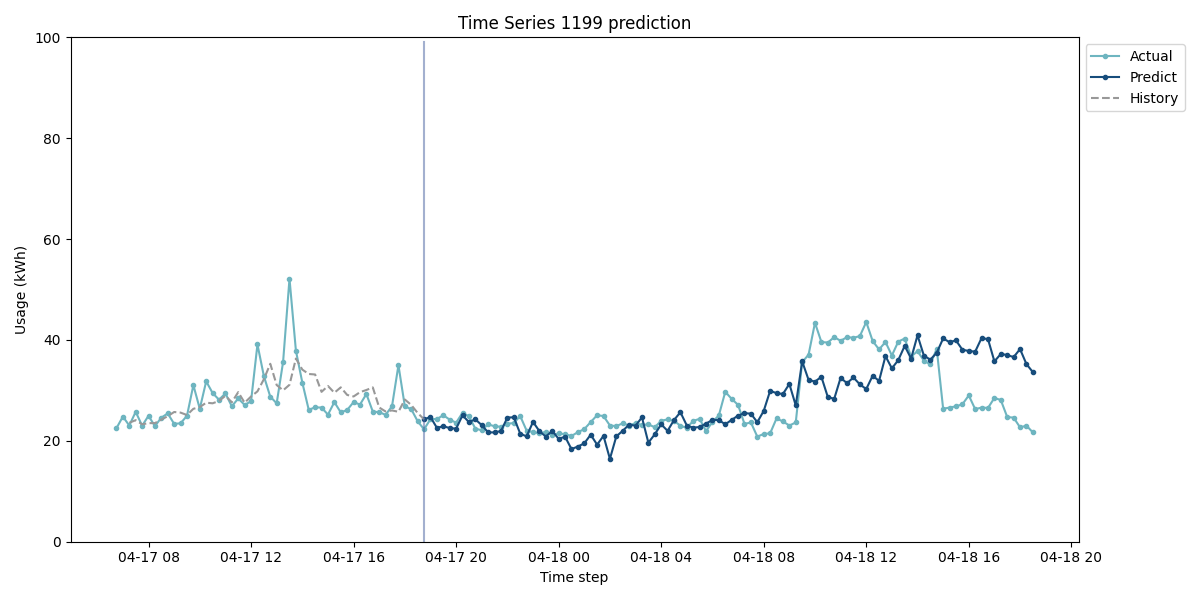 Time Series 1199 prediction
100
80
60
40
20
0
Usage (kWh)
04-17 08
04-17 12
04-17 16
04-17 20
04-18 00
04-18 04
04-18 08
04-18 12
04-18 16
04-18 20
Time step
Actual
Predict
History